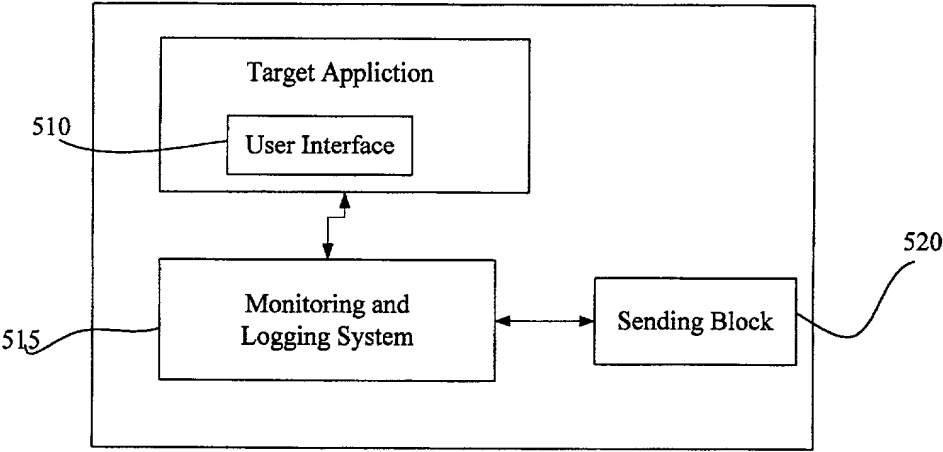 Target Appliction
510
User Interface
520
Monitoring and
Logging System
Sending Block
515